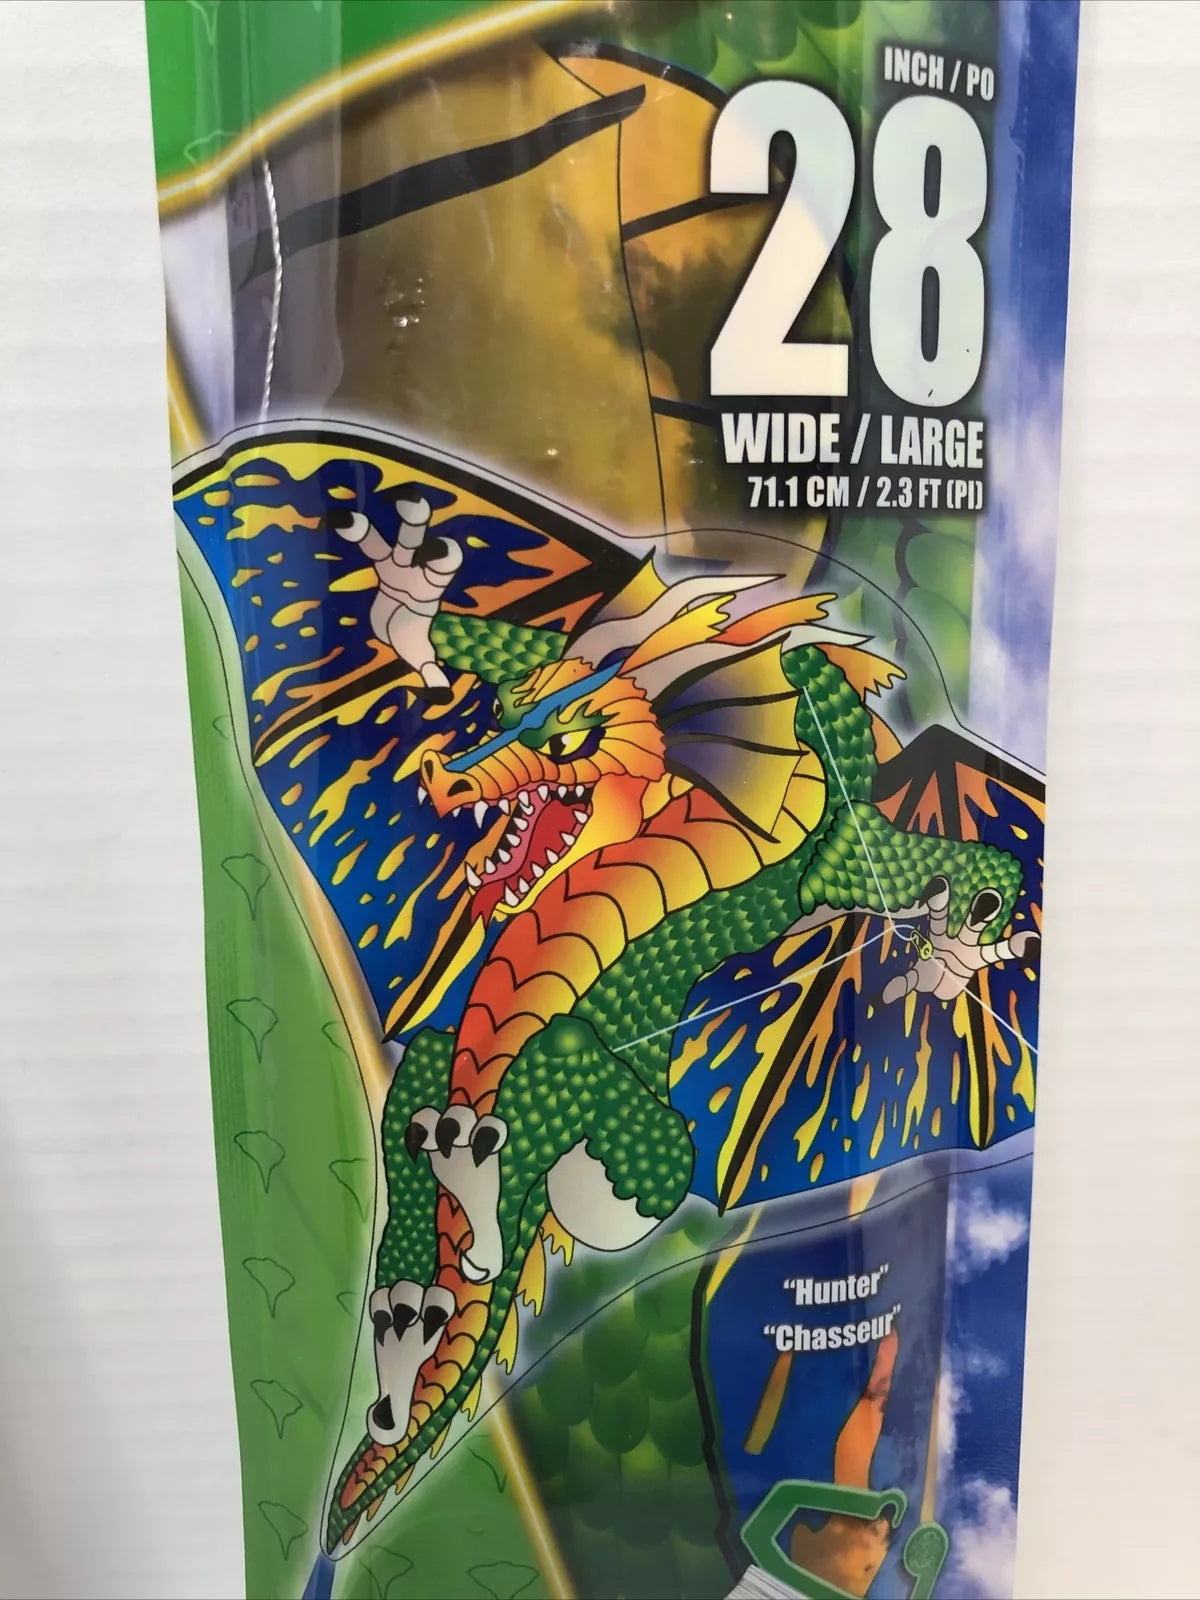 INCH / PO
28
WIDE / LARGE
71.1 CM / 2.3 FT (PI)
"Hunter"
"Chasseur"